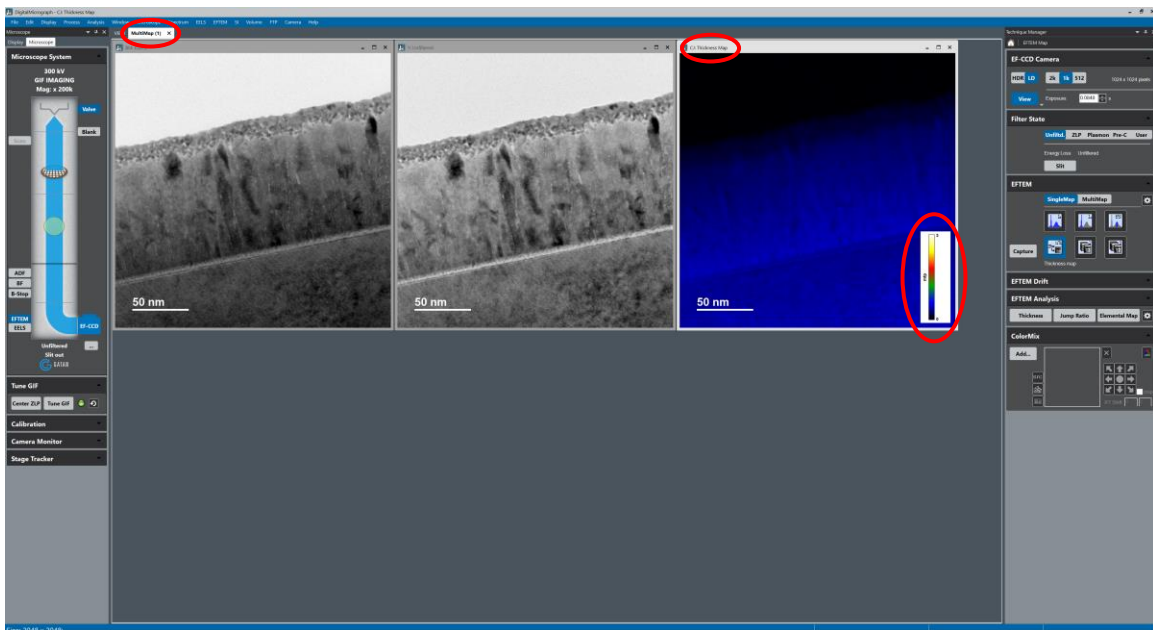 DigitalMicrograph - C: Thickness Map
File Edit Display Process Analysis Window Spectrum EELS EFTEM SI Volume FTP Camera Help
Microscope
Display Microscope
MultiMap (1) X
Microscope System
300 kV
GIF IMAGING
Mag: x 200k
Valve
Blank
ADF
BF
B-Stop
EFTEM
EELS
EF-CCD
Unfiltered
Slit out
GATAN
...
Tune GIF
Center ZLP Tune GIF
Calibration
Camera Monitor
Stage Tracker
50 nm
50 nm
C: Thickness Map
50 nm
Technique Manager
EFTEM Map
EF-CCD Camera
HDR LD 2k 1k 512 1024 x 1024 pixels
View Exposure: s
Filter State
Unfiltd. ZLP Plasmon Pre-C User
Energy Loss: Unfiltered
Slit
EFTEM
SingleMap MultiMap
Capture
Thickness map
EFTEM Drift
EFTEM Analysis
Thickness Jump Ratio Elemental Map
ColorMix
Add...